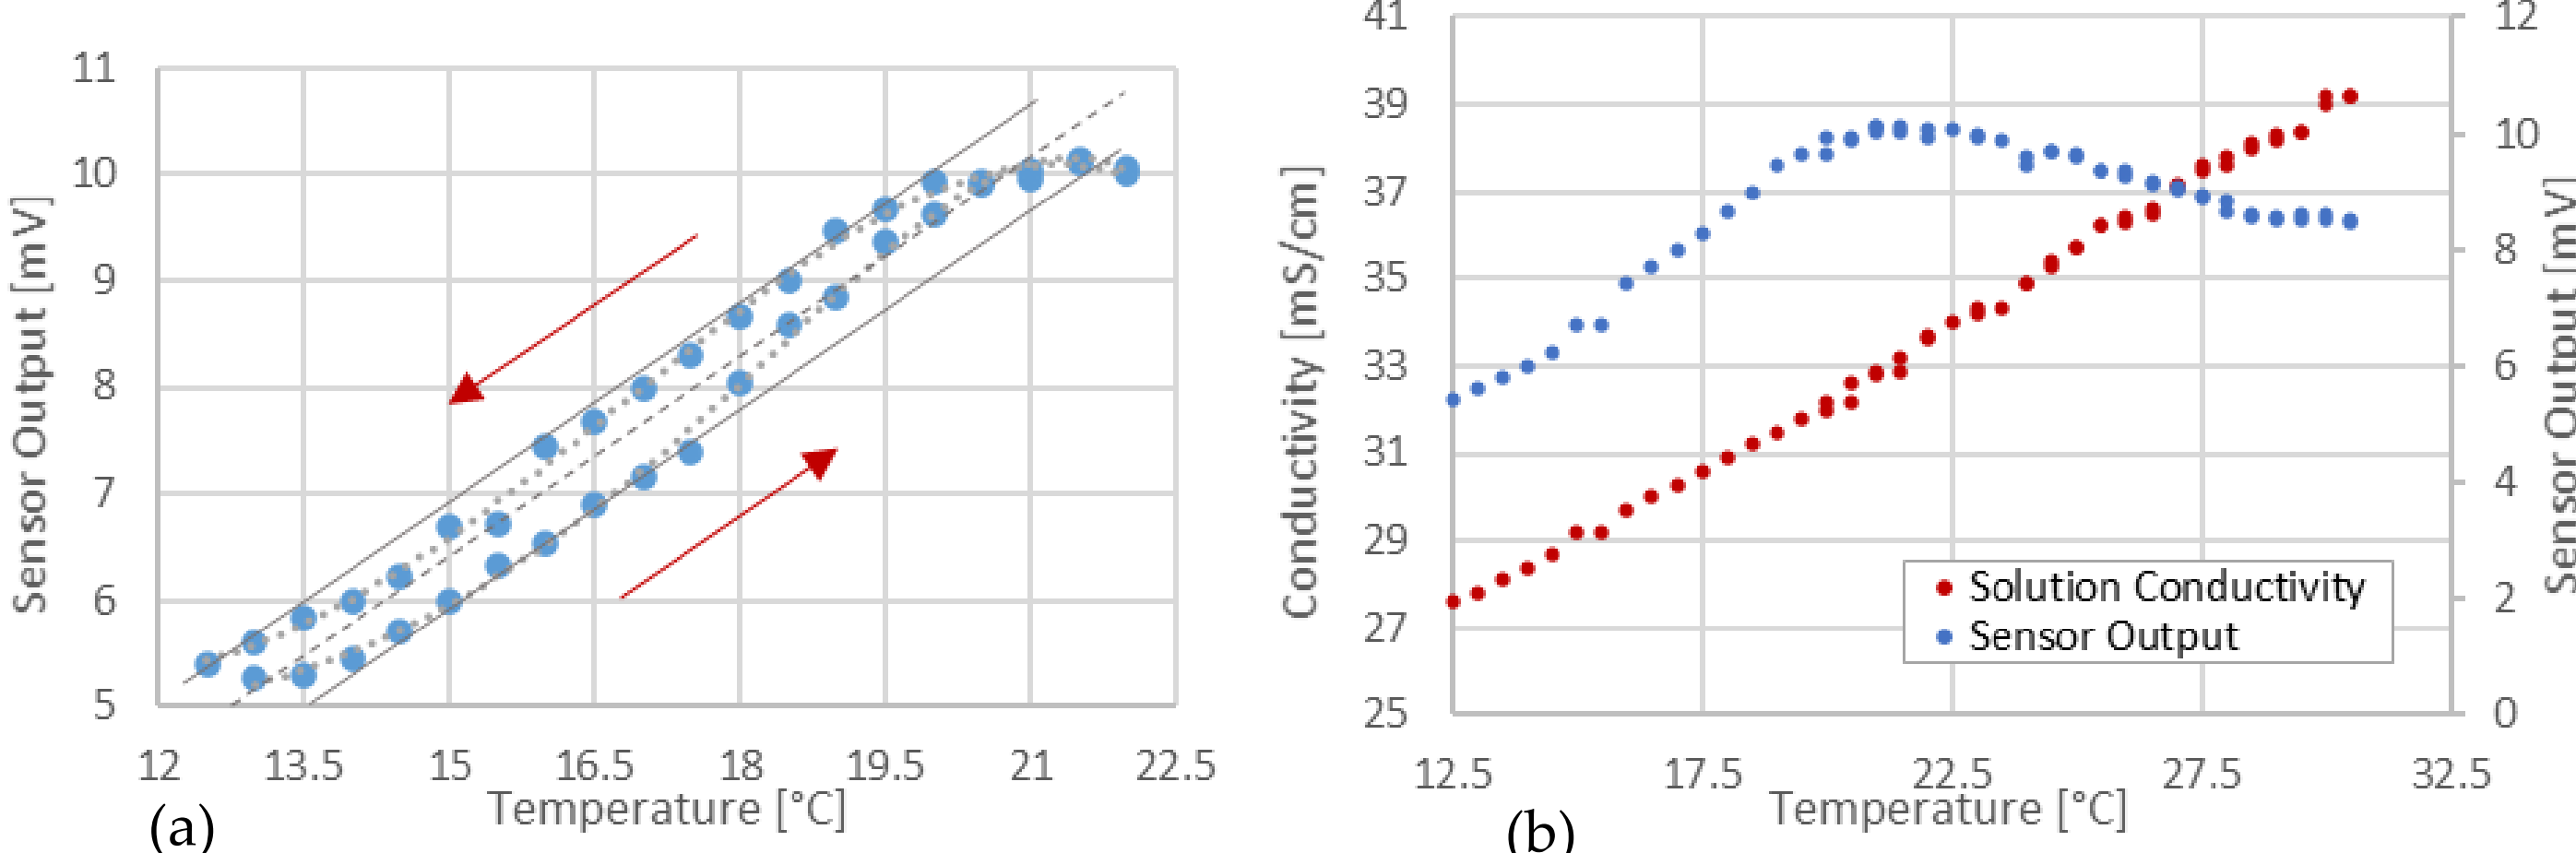 11
10
9
8
7
6
5
Sensor Output [mV]
12 13.5 15 16.5 18 19.5 21 22.5
Temperature [°C]
(a)
41
39
37
35
33
31
29
27
25
Conductivity [mS/cm]
12
10
8
6
4
2
0
Sensor Output [mV]
Solution Conductivity
Sensor Output
12.5 17.5 22.5 27.5 32.5
Temperature [°C]
(b)